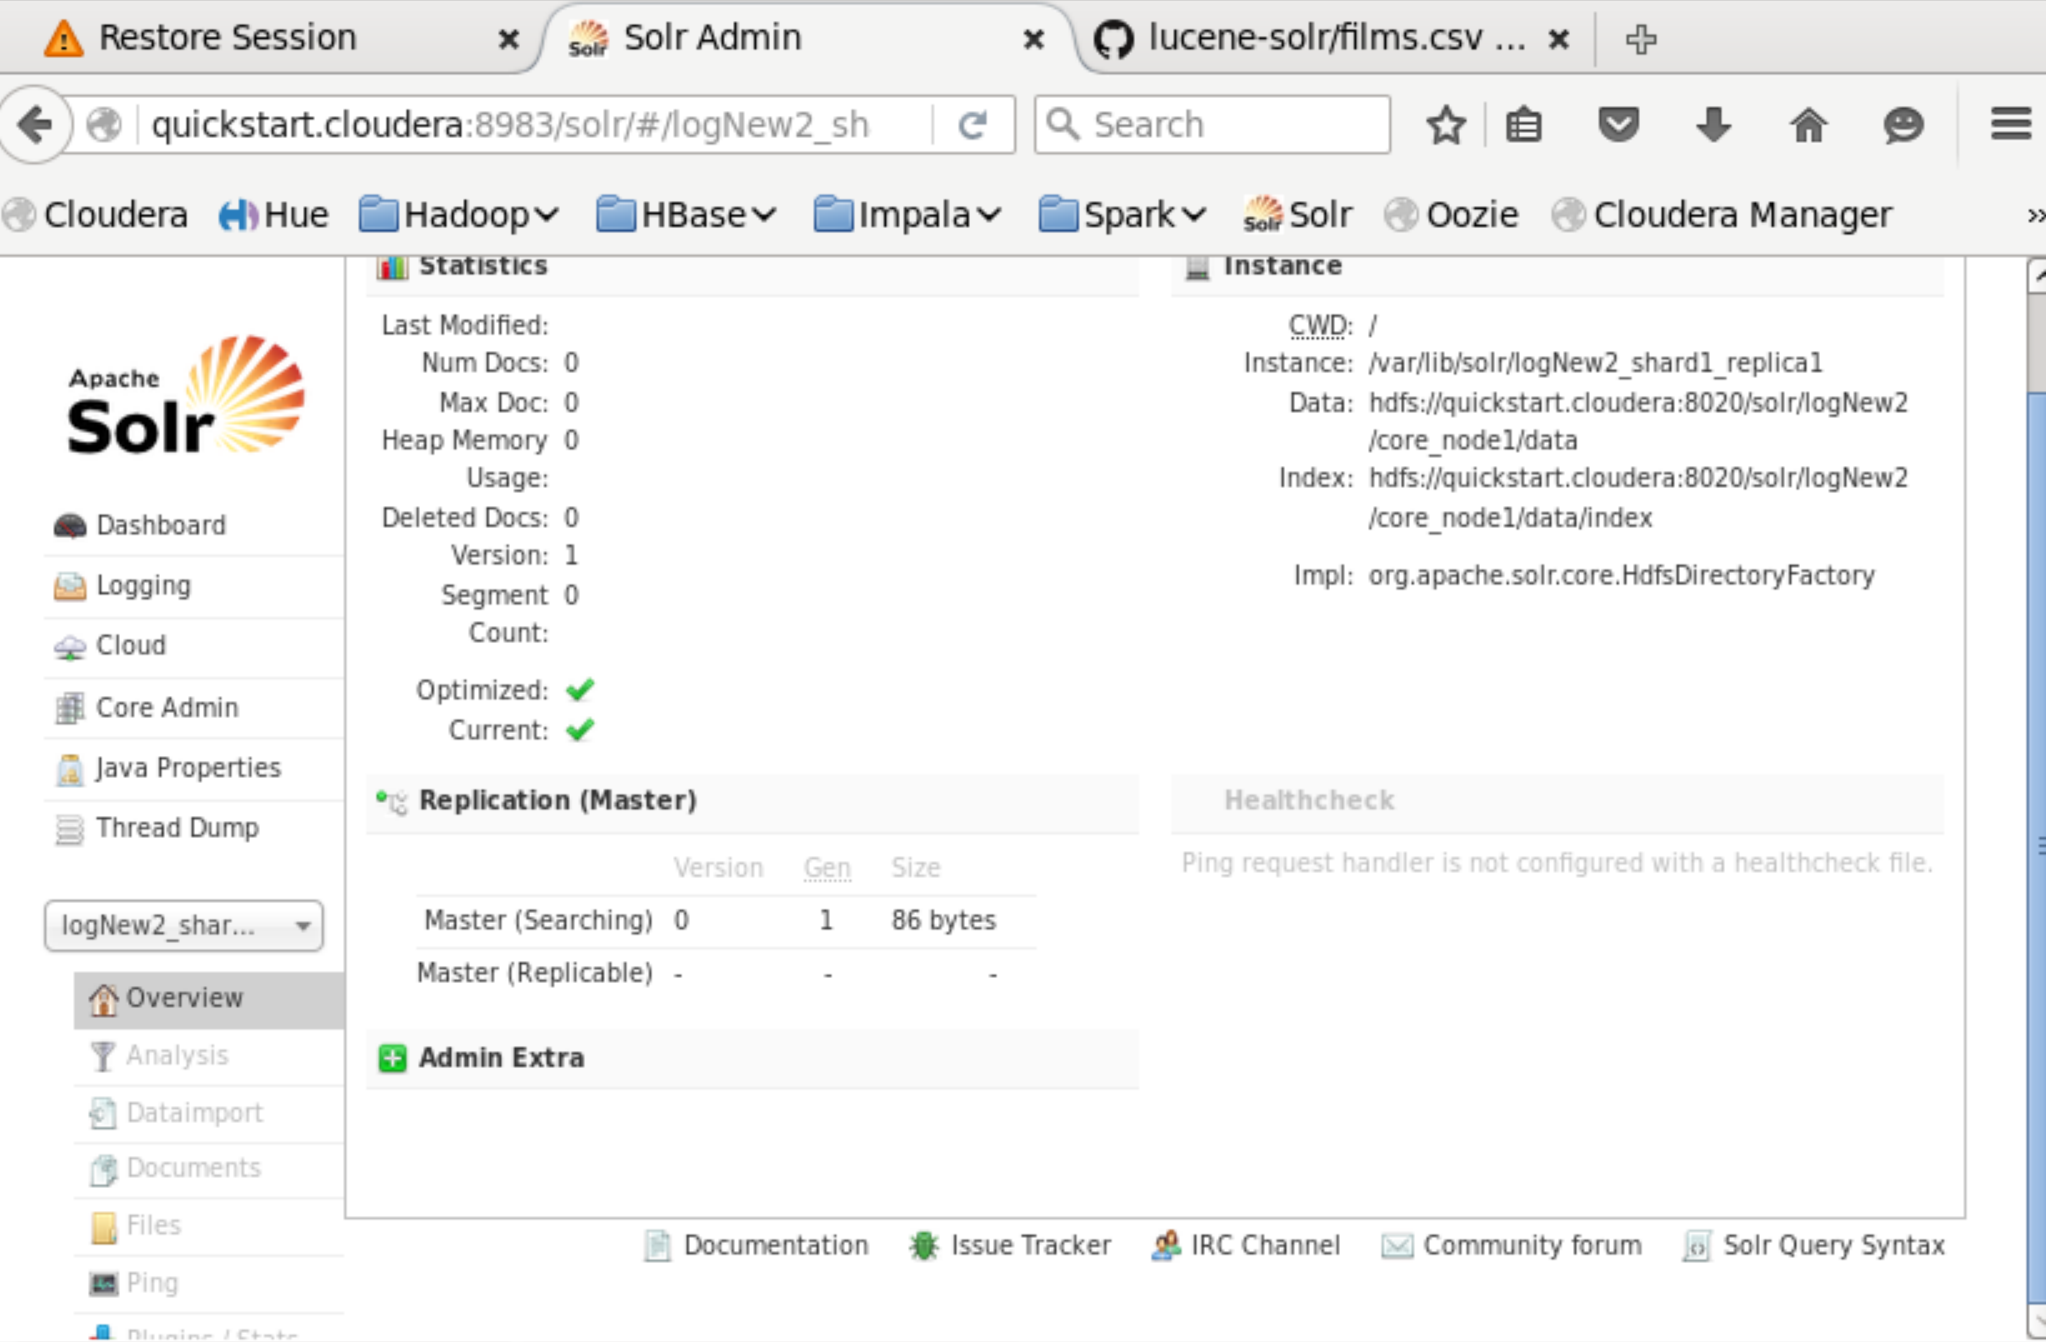 Restore Session
Solr Admin
lucene-solr/films.csv ...
quickstart.cloudera:8983/solr/#/logNew2_sh
Search
Cloudera
Hue
Hadoop
HBase
Impala
Spark
Solr
Oozie
Cloudera Manager
»
Apache
Solr
Dashboard
Logging
Cloud
Core Admin
Java Properties
Thread Dump
logNew2_shar...
Overview
Analysis
Dataimport
Documents
Files
Ping
Plugins / Stats
Statistics
Last Modified:
Num Docs: 0
Max Doc: 0
Heap Memory 0
Usage:
Deleted Docs: 0
Version: 1
Segment 0
Count:
Optimized:
Current:
Instance
CWD: /
Instance: /var/lib/solr/logNew2_shard1_replica1
Data: hdfs://quickstart.cloudera:8020/solr/logNew2
/core_node1/data
Index: hdfs://quickstart.cloudera:8020/solr/logNew2
/core_node1/data/index
Impl: org.apache.solr.core.HdfsDirectoryFactory
Replication (Master)
Version Gen Size
Master (Searching) 0 1 86 bytes
Master (Replicable) - - -
Healthcheck
Ping request handler is not configured with a healthcheck file.
Admin Extra
Documentation
Issue Tracker
IRC Channel
Community forum
Solr Query Syntax